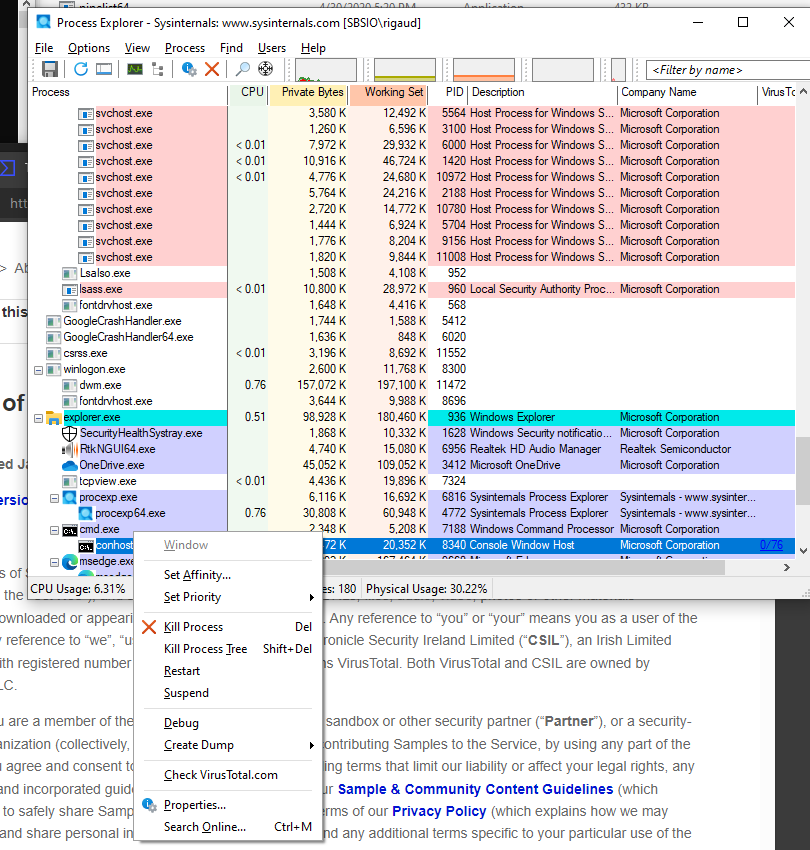 pipelist64.exe 4/30/2020 5:20 PM Application 432 KB
Process Explorer - Sysinternals: www.sysinternals.com [SBSIO\rigaud]
File Options View Process Find Users Help
<Filter by name>
Process CPU Private Bytes Working Set PID Description Company Name VirusTo
svchost.exe 3,580 K 12,492 K 5564 Host Process for Windows S... Microsoft Corporation
svchost.exe 1,260 K 6,596 K 3100 Host Process for Windows S... Microsoft Corporation
svchost.exe < 0.01 7,972 K 29,932 K 6000 Host Process for Windows S... Microsoft Corporation
svchost.exe < 0.01 10,916 K 46,724 K 1420 Host Process for Windows S... Microsoft Corporation
svchost.exe < 0.01 4,776 K 24,680 K 10972 Host Process for Windows S... Microsoft Corporation
svchost.exe 5,764 K 24,216 K 2188 Host Process for Windows S... Microsoft Corporation
svchost.exe 2,720 K 14,772 K 10780 Host Process for Windows S... Microsoft Corporation
svchost.exe 1,444 K 6,924 K 5704 Host Process for Windows S... Microsoft Corporation
svchost.exe 1,776 K 8,204 K 9156 Host Process for Windows S... Microsoft Corporation
svchost.exe 1,820 K 9,844 K 11008 Host Process for Windows S... Microsoft Corporation
LsaIso.exe 1,508 K 4,108 K 952
lsass.exe < 0.01 10,800 K 28,972 K 960 Local Security Authority Proc... Microsoft Corporation
fontdrvhost.exe 1,648 K 4,416 K 568
GoogleCrashHandler.exe 1,744 K 1,588 K 5412
GoogleCrashHandler64.exe 1,636 K 848 K 6020
csrss.exe < 0.01 3,196 K 8,692 K 11552
winlogon.exe 2,600 K 11,768 K 8300
dwm.exe 0.76 157,072 K 197,100 K 11472
fontdrvhost.exe 3,644 K 9,988 K 8696
explorer.exe 0.51 98,928 K 180,460 K 936 Windows Explorer Microsoft Corporation
SecurityHealthSystray.exe 1,868 K 10,332 K 1628 Windows Security notificatio... Microsoft Corporation
RtkNGUI64.exe 4,740 K 15,080 K 6956 Realtek HD Audio Manager Realtek Semiconductor
OneDrive.exe 45,052 K 109,052 K 3412 Microsoft OneDrive Microsoft Corporation
tcpview.exe < 0.01 4,436 K 19,896 K 7324
procexp.exe 6,116 K 16,692 K 6816 Sysinternals Process Explorer Sysinternals - www.sysinter...
procexp64.exe 0.76 30,808 K 60,948 K 4772 Sysinternals Process Explorer Sysinternals - www.sysinter...
cmd.exe 2,348 K 5,208 K 7188 Windows Command Processor Microsoft Corporation
conhost 72 K 20,352 K 8340 Console Window Host Microsoft Corporation 0/76
msedge.exe
CPU Usage: 6.31% es: 180 Physical Usage: 30.22%
Window
Set Affinity...
Set Priority
Kill Process Del
Kill Process Tree Shift+Del
Restart
Suspend
Debug
Create Dump
Check VirusTotal.com
Properties...
Search Online... Ctrl+M
htt
> Ab
this
of
ed Ja
ersio
s of S
the
ownloaded or appeari . Any reference to “you” or “your” means you as a user of the
y reference to “we”, “u ronicle Security Ireland Limited (“CSIL”), an Irish Limited
ith registered number ns VirusTotal. Both VirusTotal and CSIL are owned by
LC.
u are a member of the sandbox or other security partner (“Partner”), or a security-
anization (collectively, ontributing Samples to the Service, by using any part of the
u agree and consent to ing terms that limit our liability or affect your legal rights, any
and incorporated guid ur Sample & Community Content Guidelines (which
to safely share Samp rms of our Privacy Policy (which explains how we may
and share personal in nd any additional terms specific to your particular use of the